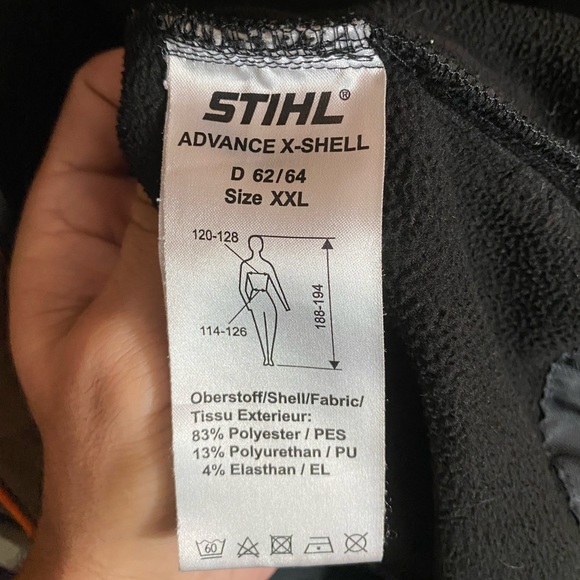 STIHL®
ADVANCE X-SHELL
D 62/64
Size XXL
120-128
188-194
114-126
Oberstoff/Shell/Fabric/
Tissu Exterieur:
83% Polyester / PES
13% Polyurethan / PU
4% Elasthan / EL
60